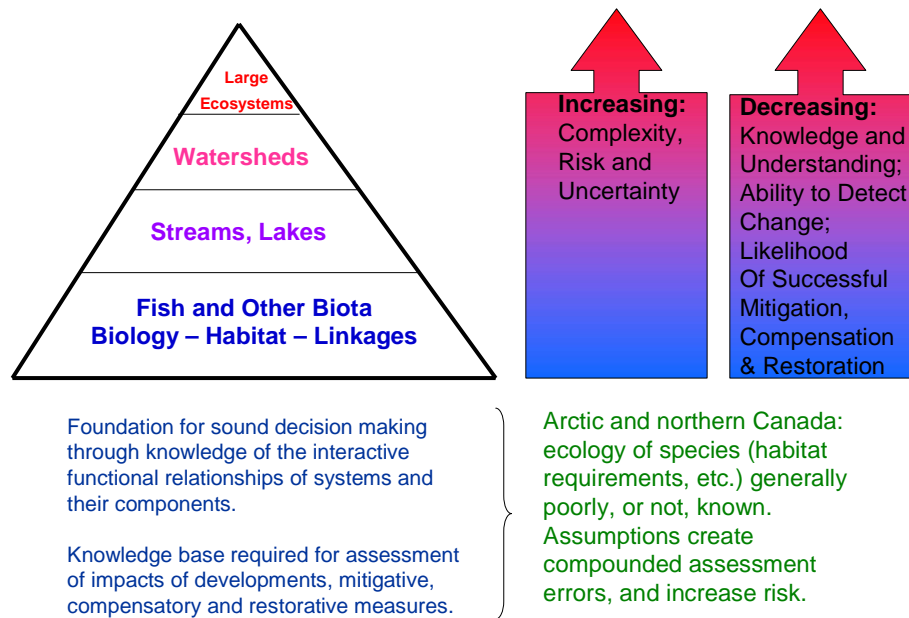 Large
Ecosystems
Watersheds
Streams, Lakes
Fish and Other Biota
Biology – Habitat – Linkages
Increasing:
Complexity,
Risk and
Uncertainty
Decreasing:
Knowledge and
Understanding;
Ability to Detect
Change;
Likelihood
Of Successful
Mitigation,
Compensation
& Restoration
Foundation for sound decision making
through knowledge of the interactive
functional relationships of systems and
their components.
Knowledge base required for assessment
of impacts of developments, mitigative,
compensatory and restorative measures.
Arctic and northern Canada:
ecology of species (habitat
requirements, etc.) generally
poorly, or not, known.
Assumptions create
compounded assessment
errors, and increase risk.